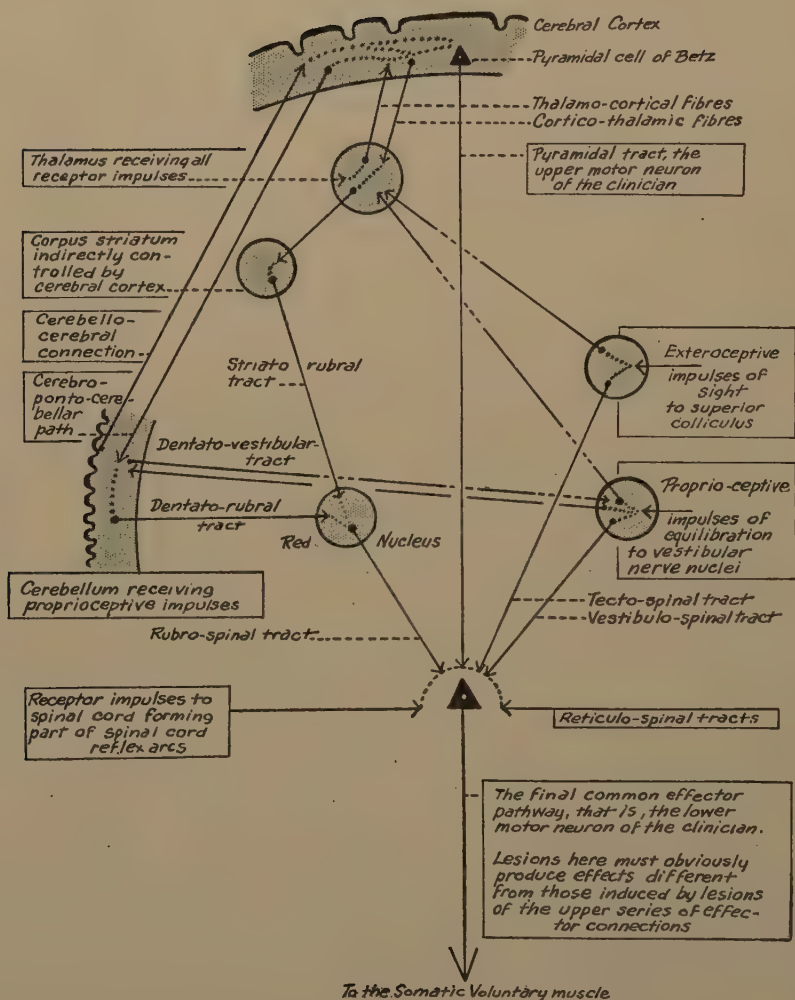 Cerebral Cortex
Pyramidal cell of Betz
Thalamo-cortical fibres
Cortico-thalamic fibres
Thalamus receiving all
receptor impulses
Pyramidal tract, the
upper motor neuron
of the clinician
Corpus striatum
indirectly con-
trolled by
cerebral cortex
Cerebello-
cerebral
connection
Striato rubral
tract
Exteroceptive
impulses of
Sight
to superior
colliculus
Cerebro-
ponto-cere-
bellar
path
Dentato-vestibular
tract
Dentato-rubral
tract
Red Nucleus
Proprio-ceptive
impulses of
equilibration
to vestibular
nerve nuclei
Cerebellum receiving
proprioceptive impulses
Tecto-spinal tract
Vestibulo-spinal tract
Rubro-spinal tract
Receptor impulses to
spinal cord forming
part of spinal cord
reflex arcs
Reticulo-spinal tracts
The final common effector
pathway, that is, the lower
motor neuron of the clinician.
Lesions here must obviously
produce effects different
from those induced by lesions
of the upper series of effec-
tor connections
To the Somatic Voluntary muscle